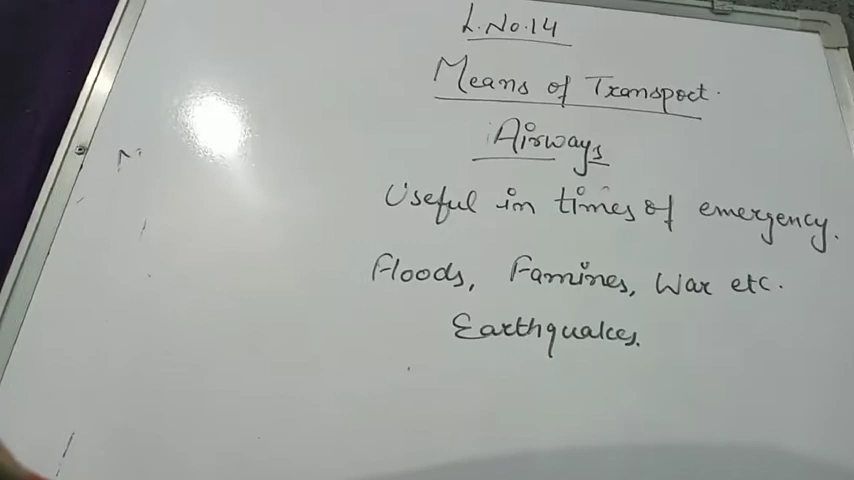 L.No.14
Means of Transport.
Airways
Useful in times of emergency.
Floods, Famines, War etc.
Earthquakes.